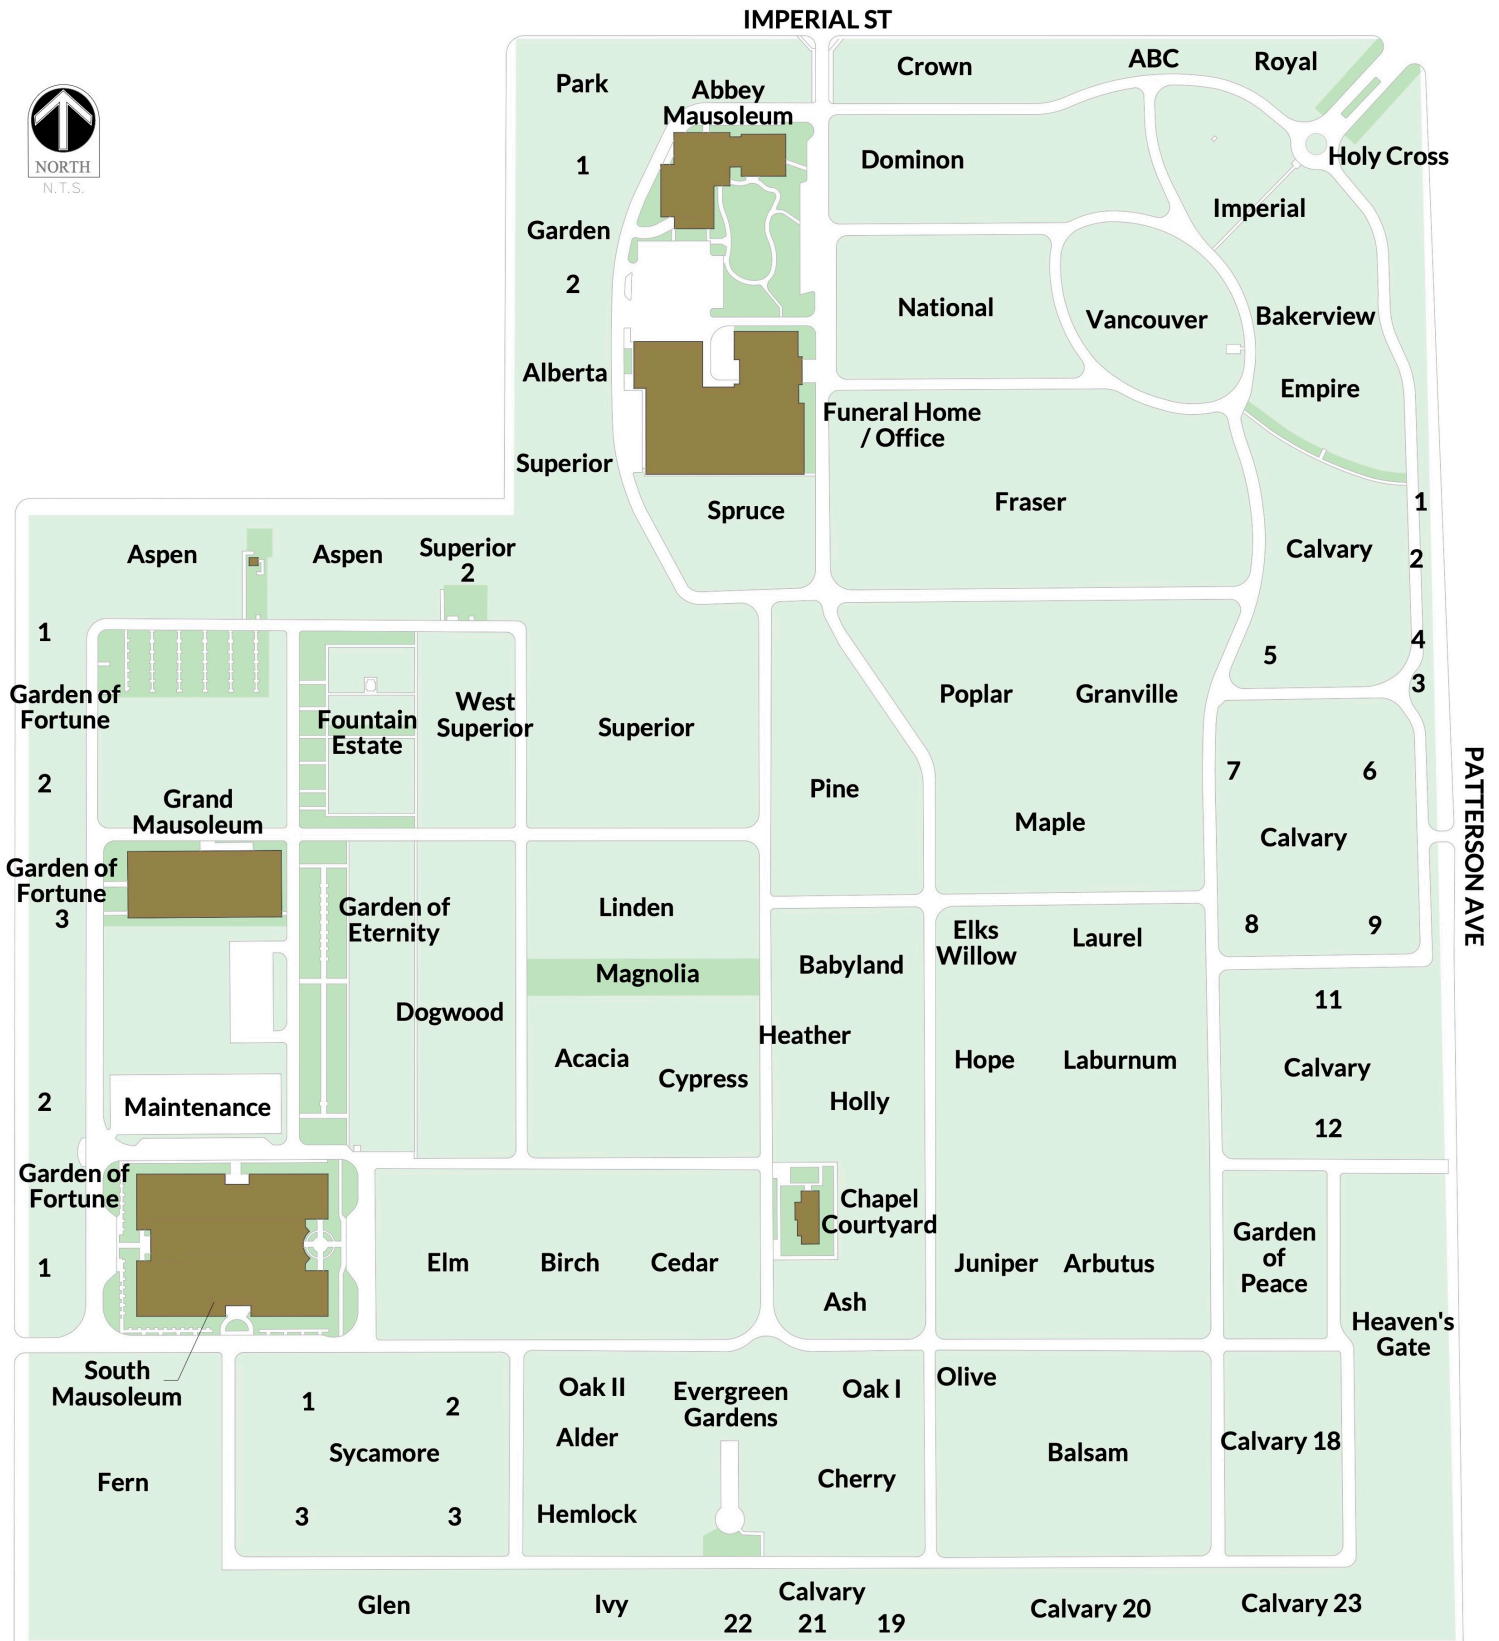 IMPERIAL ST
NORTH
N.T.S.
Park
Abbey
Mausoleum
Crown
ABC
Royal
1
Dominon
Holy Cross
Garden
Imperial
2
National
Vancouver
Bakerview
Alberta
Empire
Funeral Home
/ Office
Superior
Spruce
Fraser
1
Calvary
2
Aspen
Aspen
Superior
2
1
5
4
3
Garden of
Fortune
Fountain
Estate
West
Superior
Superior
Poplar
Granville
2
Pine
7
6
PATTERSON AVE
Grand
Mausoleum
Maple
Calvary
Garden of
Fortune
3
Garden of
Eternity
Linden
Elks
Willow
Laurel
8
9
Magnolia
Babyland
Dogwood
11
Heather
Acacia
Cypress
Hope
Laburnum
Calvary
2
Maintenance
Holly
12
Garden of
Fortune
Chapel
Courtyard
1
Elm
Birch
Cedar
Juniper
Arbutus
Garden
of
Peace
Ash
Heaven's
Gate
South
Mausoleum
1
2
Oak II
Evergreen
Gardens
Oak I
Olive
Sycamore
Alder
Balsam
Calvary 18
Fern
Cherry
3
3
Hemlock
Glen
Ivy
Calvary
22
21
19
Calvary 20
Calvary 23